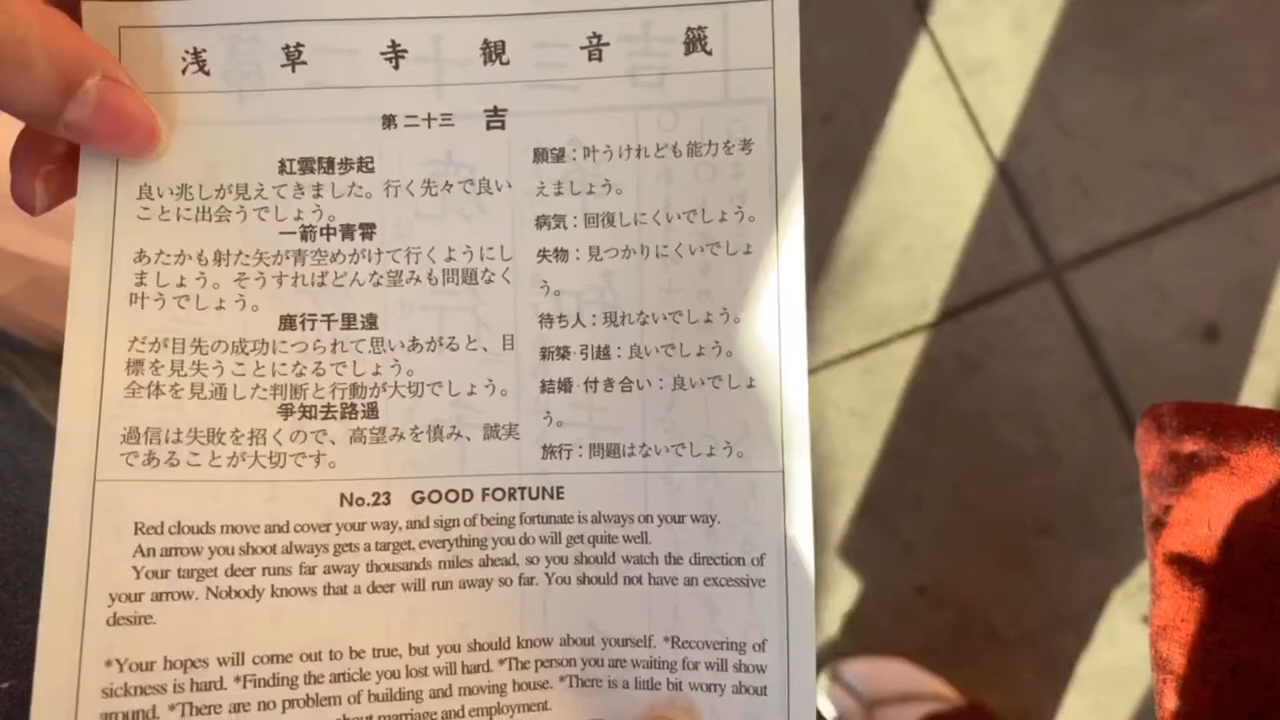 浅草寺観音籤
第二十三 吉
紅雲隨歩起
良い兆しが見えてきました。行く先々で良い
ことに出会うでしょう。
一箭中青霄
あたかも射た矢が青空めがけて行くようにし
ましょう。そうすればどんな望みも問題なく
叶うでしょう。
鹿行千里遠
だが目先の成功につられて思いあがると、目
標を見失うことになるでしょう。
全体を見通した判断と行動が大切でしょう。
爭知去路遥
過信は失敗を招くので、高望みを慎み、誠実
であることが大切です。
願望：叶うけれども能力を考
えましょう。
病気：回復しにくいでしょう。
失物：見つかりにくいでしょ
う。
待ち人：現れないでしょう。
新築·引越：良いでしょう。
結婚·付き合い：良いでしょ
う。
旅行：問題はないでしょう。
No.23 GOOD FORTUNE
Red clouds move and cover your way, and sign of being fortunate is always on your way.
An arrow you shoot always gets a target, everything you do will get quite well.
Your target deer runs far away thousands miles ahead, so you should watch the direction of
your arrow. Nobody knows that a deer will run away so far. You should not have an excessive
desire.
*Your hopes will come out to be true, but you should know about yourself. *Recovering of
sickness is hard. *Finding the article you lost will hard. *The person you are waiting for will show
around. *There are no problem of building and moving house. *There is a little bit worry about
about marriage and employment.